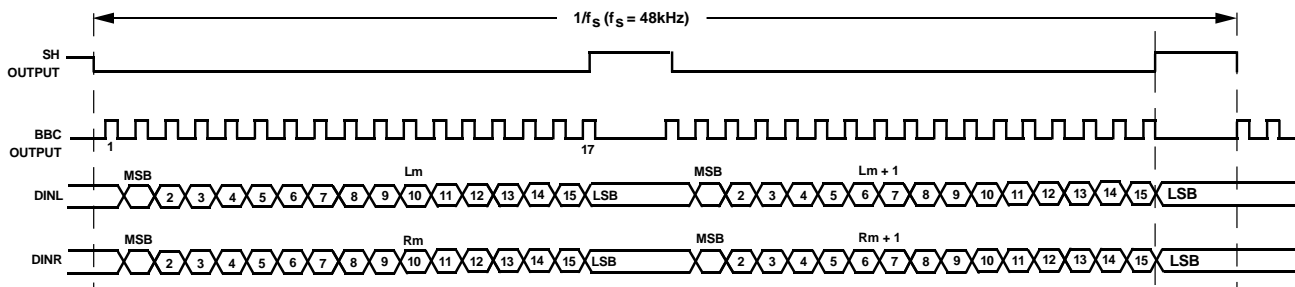 1/fS (fS = 48kHz)
SH
OUTPUT
BBC
OUTPUT
1
17
MSB
Lm
MSB
Lm + 1
DINL
2 3 4 5 6 7 8 9 10 11 12 13 14 15 LSB
2 3 4 5 6 7 8 9 10 11 12 13 14 15 LSB
MSB
Rm
MSB
Rm + 1
DINR
2 3 4 5 6 7 8 9 10 11 12 13 14 15 LSB
2 3 4 5 6 7 8 9 10 11 12 13 14 15 LSB